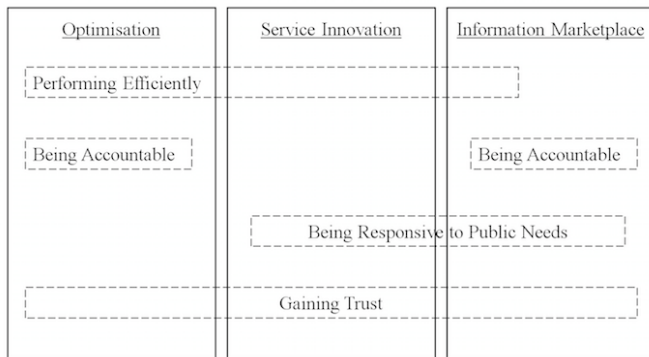 Optimisation
Service Innovation
Information Marketplace
Performing Efficiently
Being Accountable
Being Accountable
Being Responsive to Public Needs
Gaining Trust